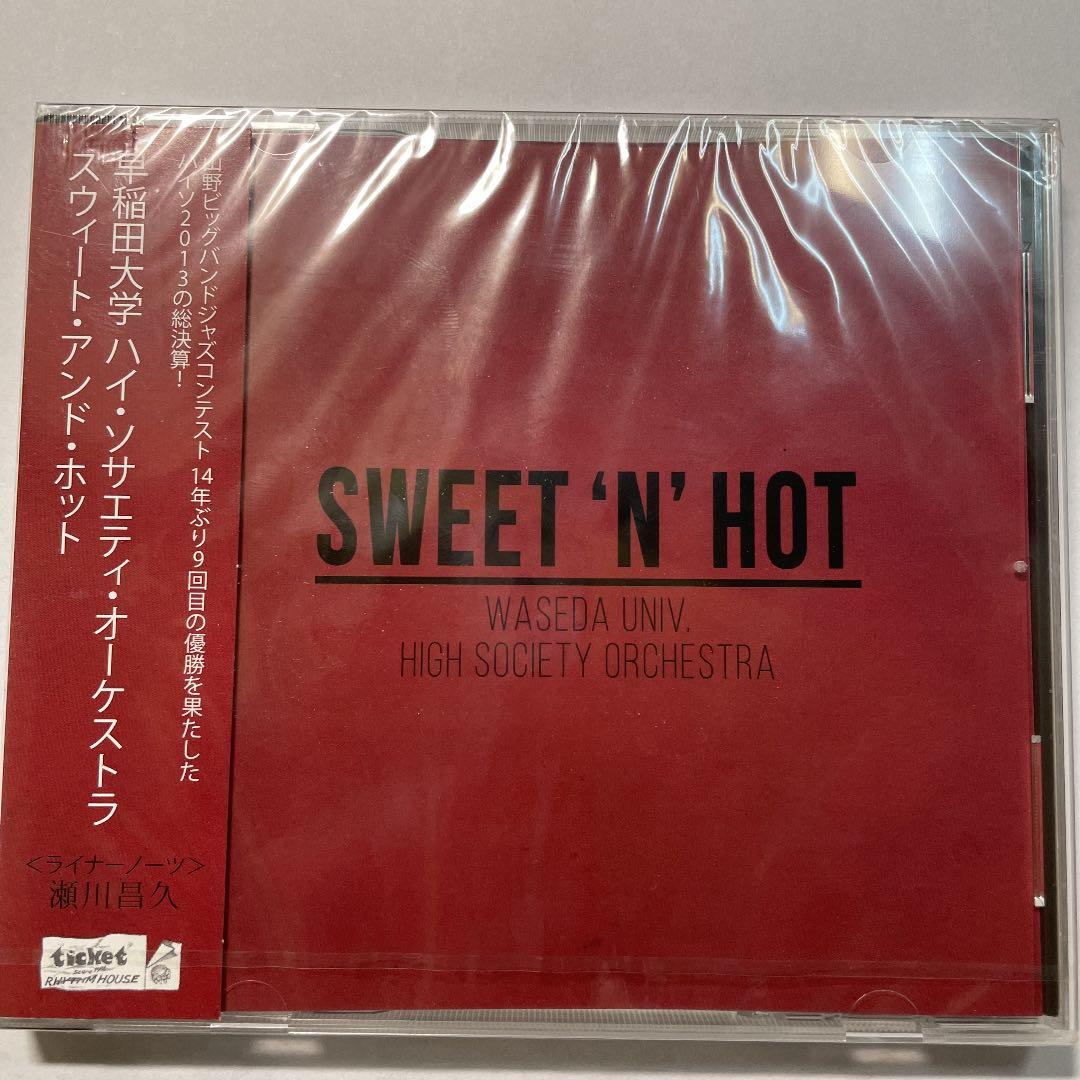 山野ビッグバンドジャズコンテスト 14年ぶり9回目の優勝を果たした
ハイソ2013の総決算！
早稲田大学 ハイ・ソサエティ・オーケストラ
スウィート・アンド・ホット
＜ライナーノーツ＞
瀬川昌久
ticket
RHYTHM HOUSE
SWEET ‘N’ HOT
WASEDA UNIV.
HIGH SOCIETY ORCHESTRA